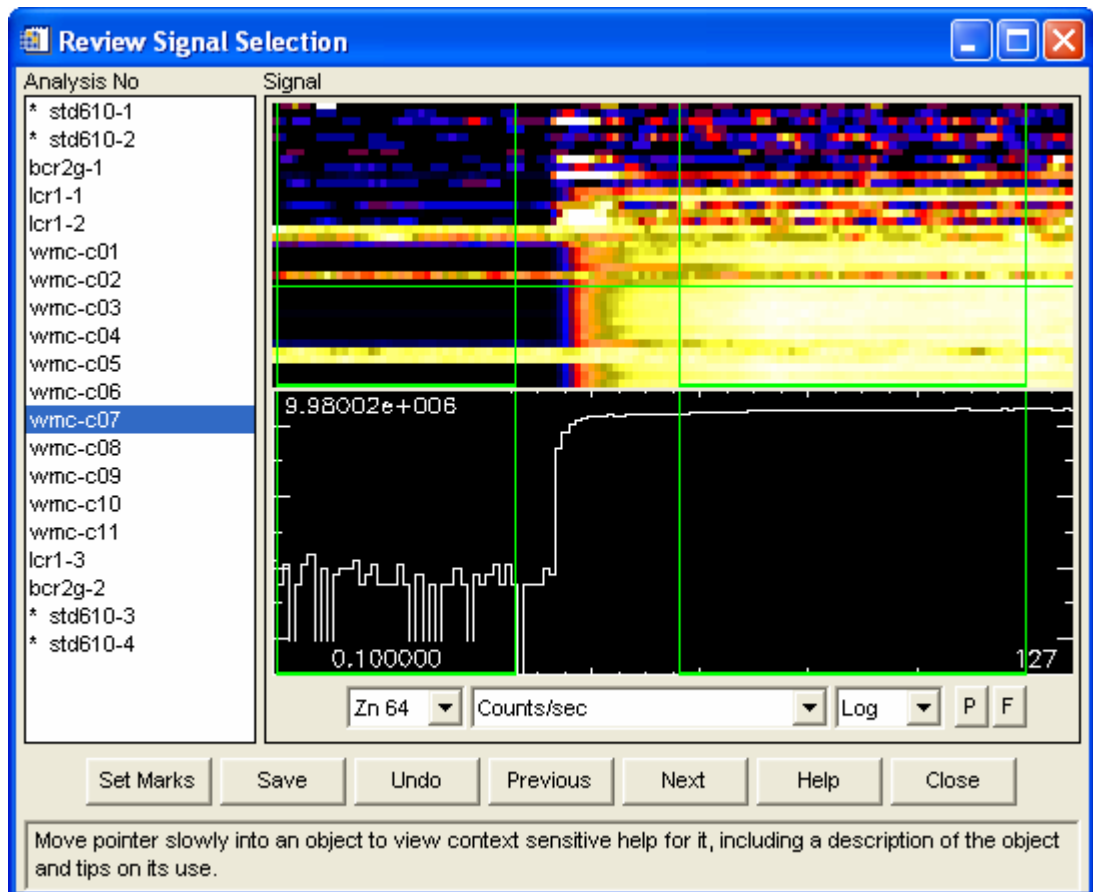 Review Signal Selection
Analysis No
Signal
* std610-1
* std610-2
bcr2g-1
lcr1-1
lcr1-2
wmc-c01
wmc-c02
wmc-c03
wmc-c04
wmc-c05
wmc-c06
wmc-c07
wmc-c08
wmc-c09
wmc-c10
wmc-c11
lcr1-3
bcr2g-2
* std610-3
* std610-4
9.98002e+006
0.100000
127
Zn 64
Counts/sec
Log
P
F
Set Marks
Save
Undo
Previous
Next
Help
Close
Move pointer slowly into an object to view context sensitive help for it, including a description of the object
and tips on its use.